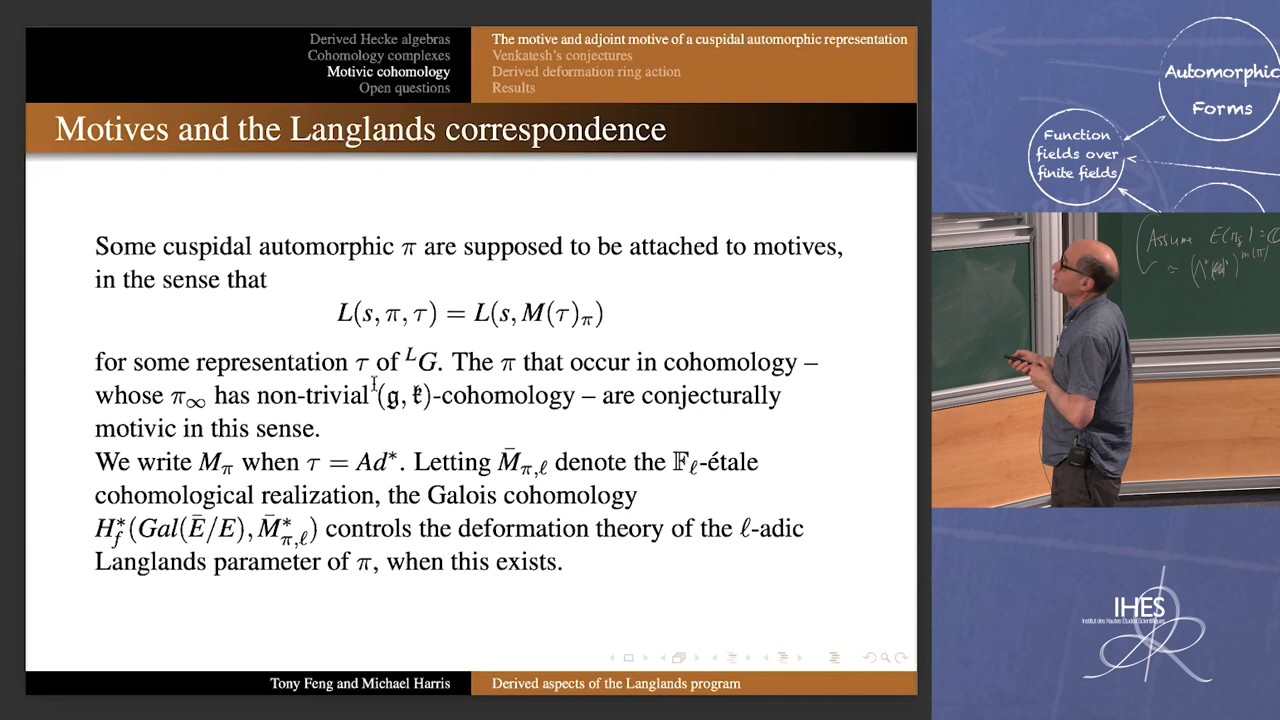 Derived Hecke algebras
Cohomology complexes
Motivic cohomology
Open questions
The motive and adjoint motive of a cuspidal automorphic representation
Venkatesh's conjectures
Derived deformation ring action
Results
Motives and the Langlands correspondence
Some cuspidal automorphic π are supposed to be attached to motives,
in the sense that
L(s, π, τ) = L(s, M(τ)_π)
for some representation τ of ^L G. The π that occur in cohomology –
whose π_∞ has non-trivial (𝔤, 𝔨)-cohomology – are conjecturally
motivic in this sense.
We write M_π when τ = Ad*. Letting M̄_{π,ℓ} denote the 𝔽_ℓ-étale
cohomological realization, the Galois cohomology
H*_f(Gal(Ē/E), M̄*_{π,ℓ}) controls the deformation theory of the ℓ-adic
Langlands parameter of π, when this exists.
Tony Feng and Michael Harris
Derived aspects of the Langlands program
Automorphic
Forms
Function
fields over
finite fields
Assume
IHES
Institut des Hautes Études Scientifiques